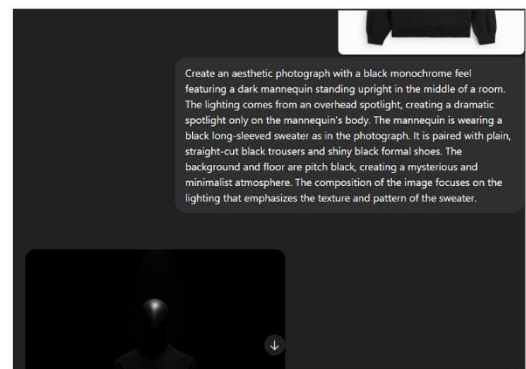 Create an aesthetic photograph with a black monochrome feel
featuring a dark mannequin standing upright in the middle of a room.
The lighting comes from an overhead spotlight, creating a dramatic
spotlight only on the mannequin's body. The mannequin is wearing a
black long-sleeved sweater as in the photograph. It is paired with plain,
straight-cut black trousers and shiny black formal shoes. The
background and floor are pitch black, creating a mysterious and
minimalist atmosphere. The composition of the image focuses on the
lighting that emphasizes the texture and pattern of the sweater.